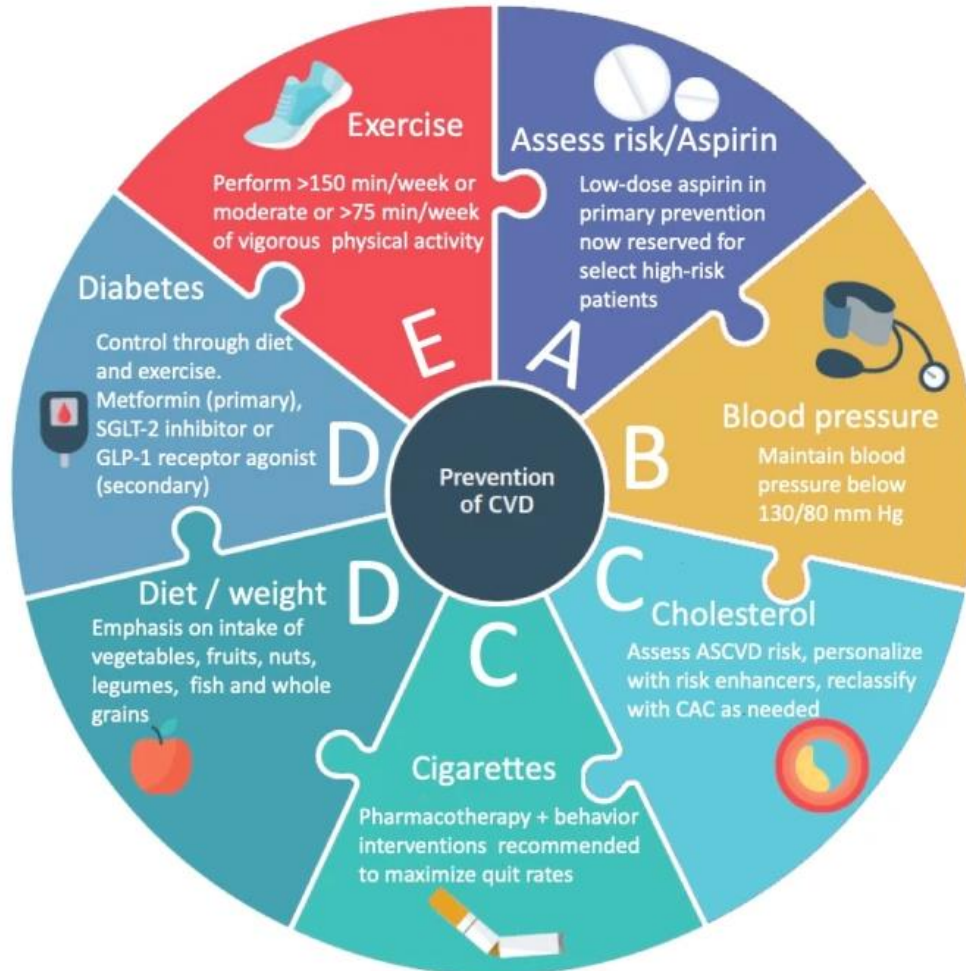 Prevention
of CVD
A
Assess risk/Aspirin
Low-dose aspirin in
primary prevention
now reserved for
select high-risk
patients
B
Blood pressure
Maintain blood
pressure below
130/80 mm Hg
C
Cholesterol
Assess ASCVD risk, personalize
with risk enhancers, reclassify
with CAC as needed
C
Cigarettes
Pharmacotherapy + behavior
interventions recommended
to maximize quit rates
D
Diet / weight
Emphasis on intake of
vegetables, fruits, nuts,
legumes, fish and whole
grains
D
Diabetes
Control through diet
and exercise.
Metformin (primary),
SGLT-2 inhibitor or
GLP-1 receptor agonist
(secondary)
E
Exercise
Perform >150 min/week or
moderate or >75 min/week
of vigorous physical activity